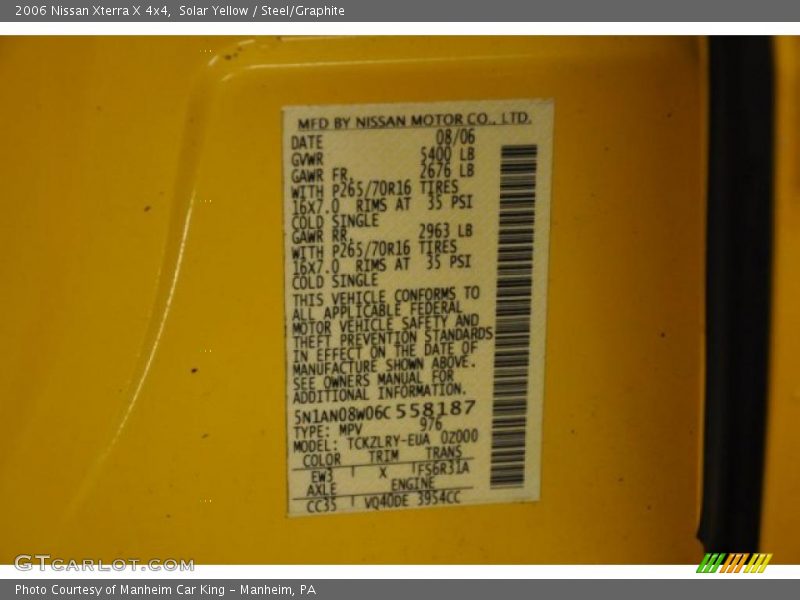 2006 Nissan Xterra X 4x4,  Solar Yellow / Steel/Graphite
MFD BY NISSAN MOTOR CO., LTD.
DATE 08/06
GVWR 5400 LB
GAWR FR. 2676 LB
WITH P265/70R16 TIRES
16x7.0 RIMS AT 35 PSI
COLD SINGLE
GAWR RR. 2963 LB
WITH P265/70R16 TIRES
16x7.0 RIMS AT 35 PSI
COLD SINGLE
THIS VEHICLE CONFORMS TO
ALL APPLICABLE FEDERAL
MOTOR VEHICLE SAFETY AND
THEFT PREVENTION STANDARDS
IN EFFECT ON THE DATE OF
MANUFACTURE SHOWN ABOVE.
SEE OWNERS MANUAL FOR
ADDITIONAL INFORMATION.
5N1AN08W06C558187
TYPE: MPV 976
MODEL: TCKZLRY-EUA 0Z000
COLOR TRIM TRANS
EW3 X FS6R31A
AXLE ENGINE
CC35 VQ40DE 3954CC
GTCARLOT.COM
Photo Courtesy of Manheim Car King - Manheim, PA